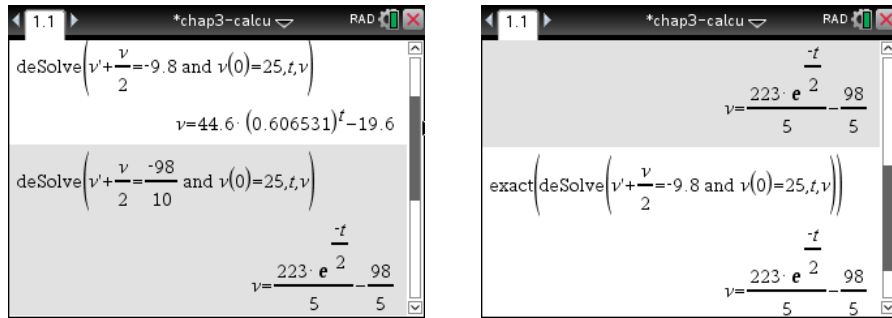 1.1 *chap3-calcu RAD
deSolve(v'+v/2=-9.8 and v(0)=25,t,v)
v=44.6·(0.606531)^t-19.6
deSolve(v'+v/2=-98/10 and v(0)=25,t,v)
v=223·e^(-t/2)/5-98/5
1.1 *chap3-calcu RAD
v=223·e^(-t/2)/5-98/5
exact(deSolve(v'+v/2=-9.8 and v(0)=25,t,v))
v=223·e^(-t/2)/5-98/5